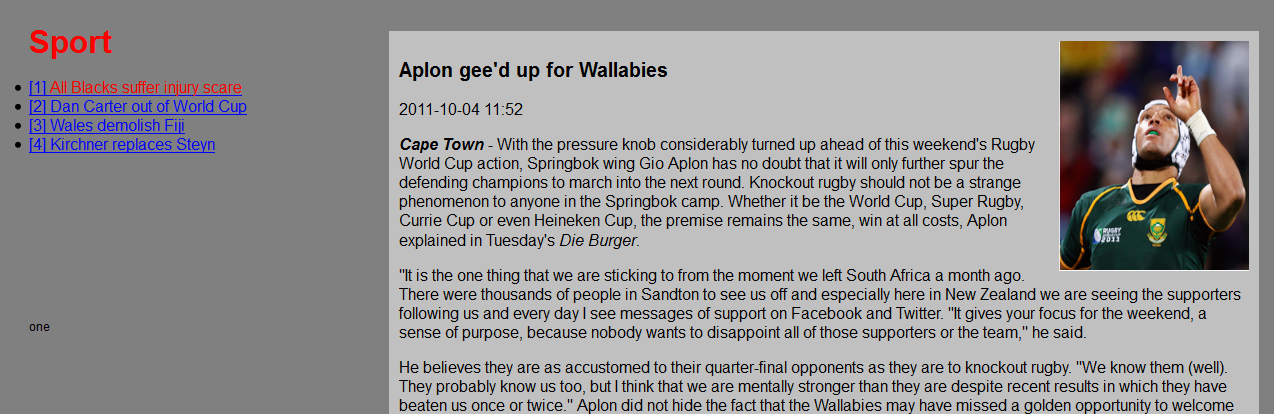 Sport
[1] All Blacks suffer injury scare
[2] Dan Carter out of World Cup
[3] Wales demolish Fiji
[4] Kirchner replaces Steyn
one
Aplon gee'd up for Wallabies
2011-10-04 11:52
Cape Town - With the pressure knob considerably turned up ahead of this weekend's Rugby
World Cup action, Springbok wing Gio Aplon has no doubt that it will only further spur the
defending champions to march into the next round. Knockout rugby should not be a strange
phenomenon to anyone in the Springbok camp. Whether it be the World Cup, Super Rugby,
Currie Cup or even Heineken Cup, the premise remains the same, win at all costs, Aplon
explained in Tuesday's Die Burger.
"It is the one thing that we are sticking to from the moment we left South Africa a month ago.
There were thousands of people in Sandton to see us off and especially here in New Zealand we are seeing the supporters
following us and every day I see messages of support on Facebook and Twitter. "It gives your focus for the weekend, a
sense of purpose, because nobody wants to disappoint all of those supporters or the team," he said.
He believes they are as accustomed to their quarter-final opponents as they are to knockout rugby. "We know them (well).
They probably know us too, but I think that we are mentally stronger than they are despite recent results in which they have
beaten us once or twice." Aplon did not hide the fact that the Wallabies may have missed a golden opportunity to welcome
RUGBY
2011